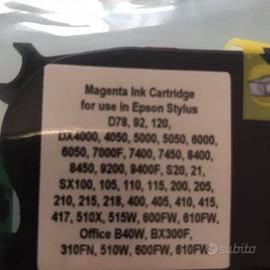 Magenta Ink Cartridge
for use in Epson Stylus
D78, 92, 120,
DX4000, 4050, 5000, 5050, 6000,
6050, 7000F, 7400, 7450, 8400,
8450, 9200, 9400F, S20, 21,
SX100, 105, 110, 115, 200, 205,
210, 215, 218, 400, 405, 410, 415,
417, 510X, 515W, 600FW, 610FW,
Office B40W, BX300F,
310FN, 510W, 600FW, 610FW
subito